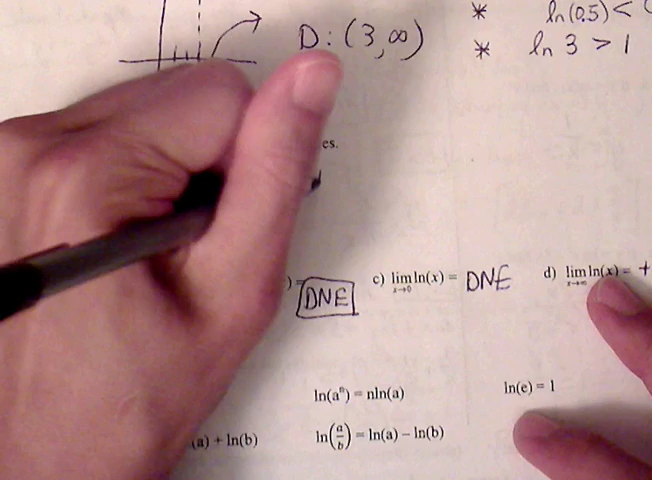 * ln(0.5) <
D: (3, ∞) * ln 3 > 1
es.
) = DNE c) lim ln(x) = DNE d) lim ln(x) = +
x→0 x→∞
ln(aⁿ) = nln(a) ln(e) = 1
(a) + ln(b) ln(a/b) = ln(a) − ln(b)